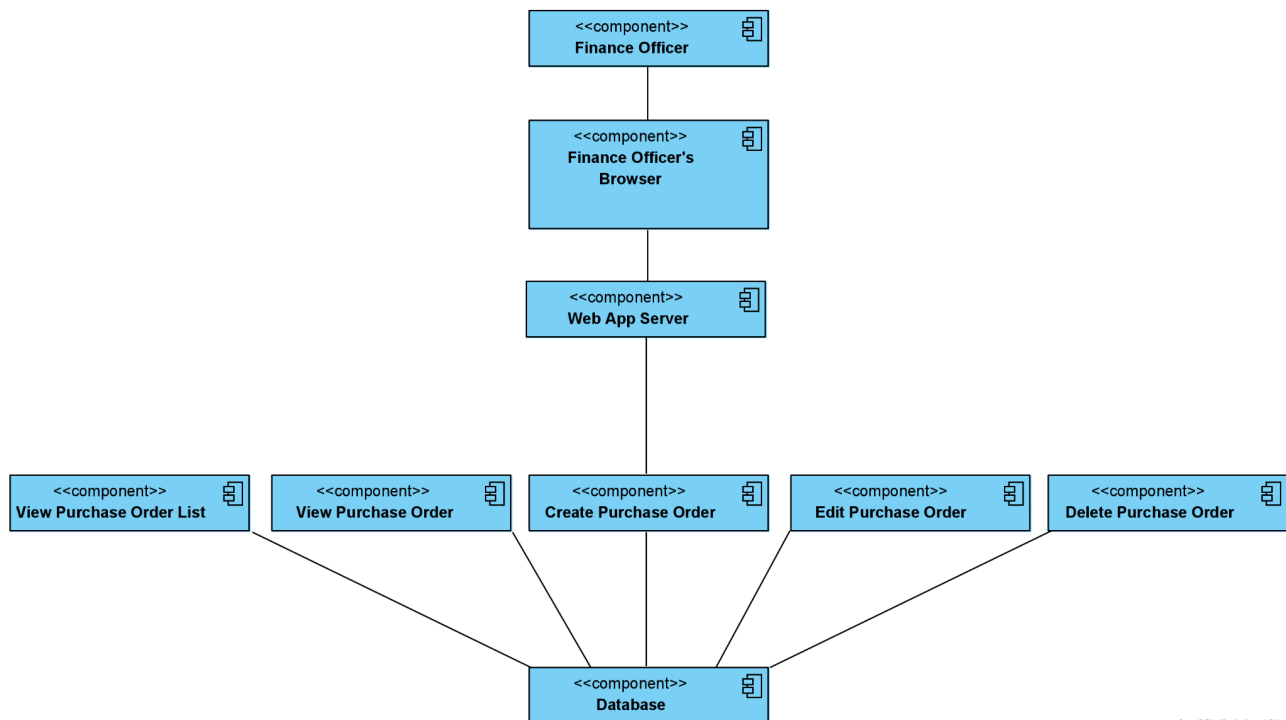 <<component>>
Finance Officer
<<component>>
Finance Officer's
Browser
<<component>>
Web App Server
<<component>>
View Purchase Order List
<<component>>
View Purchase Order
<<component>>
Create Purchase Order
<<component>>
Edit Purchase Order
<<component>>
Delete Purchase Order
<<component>>
Database